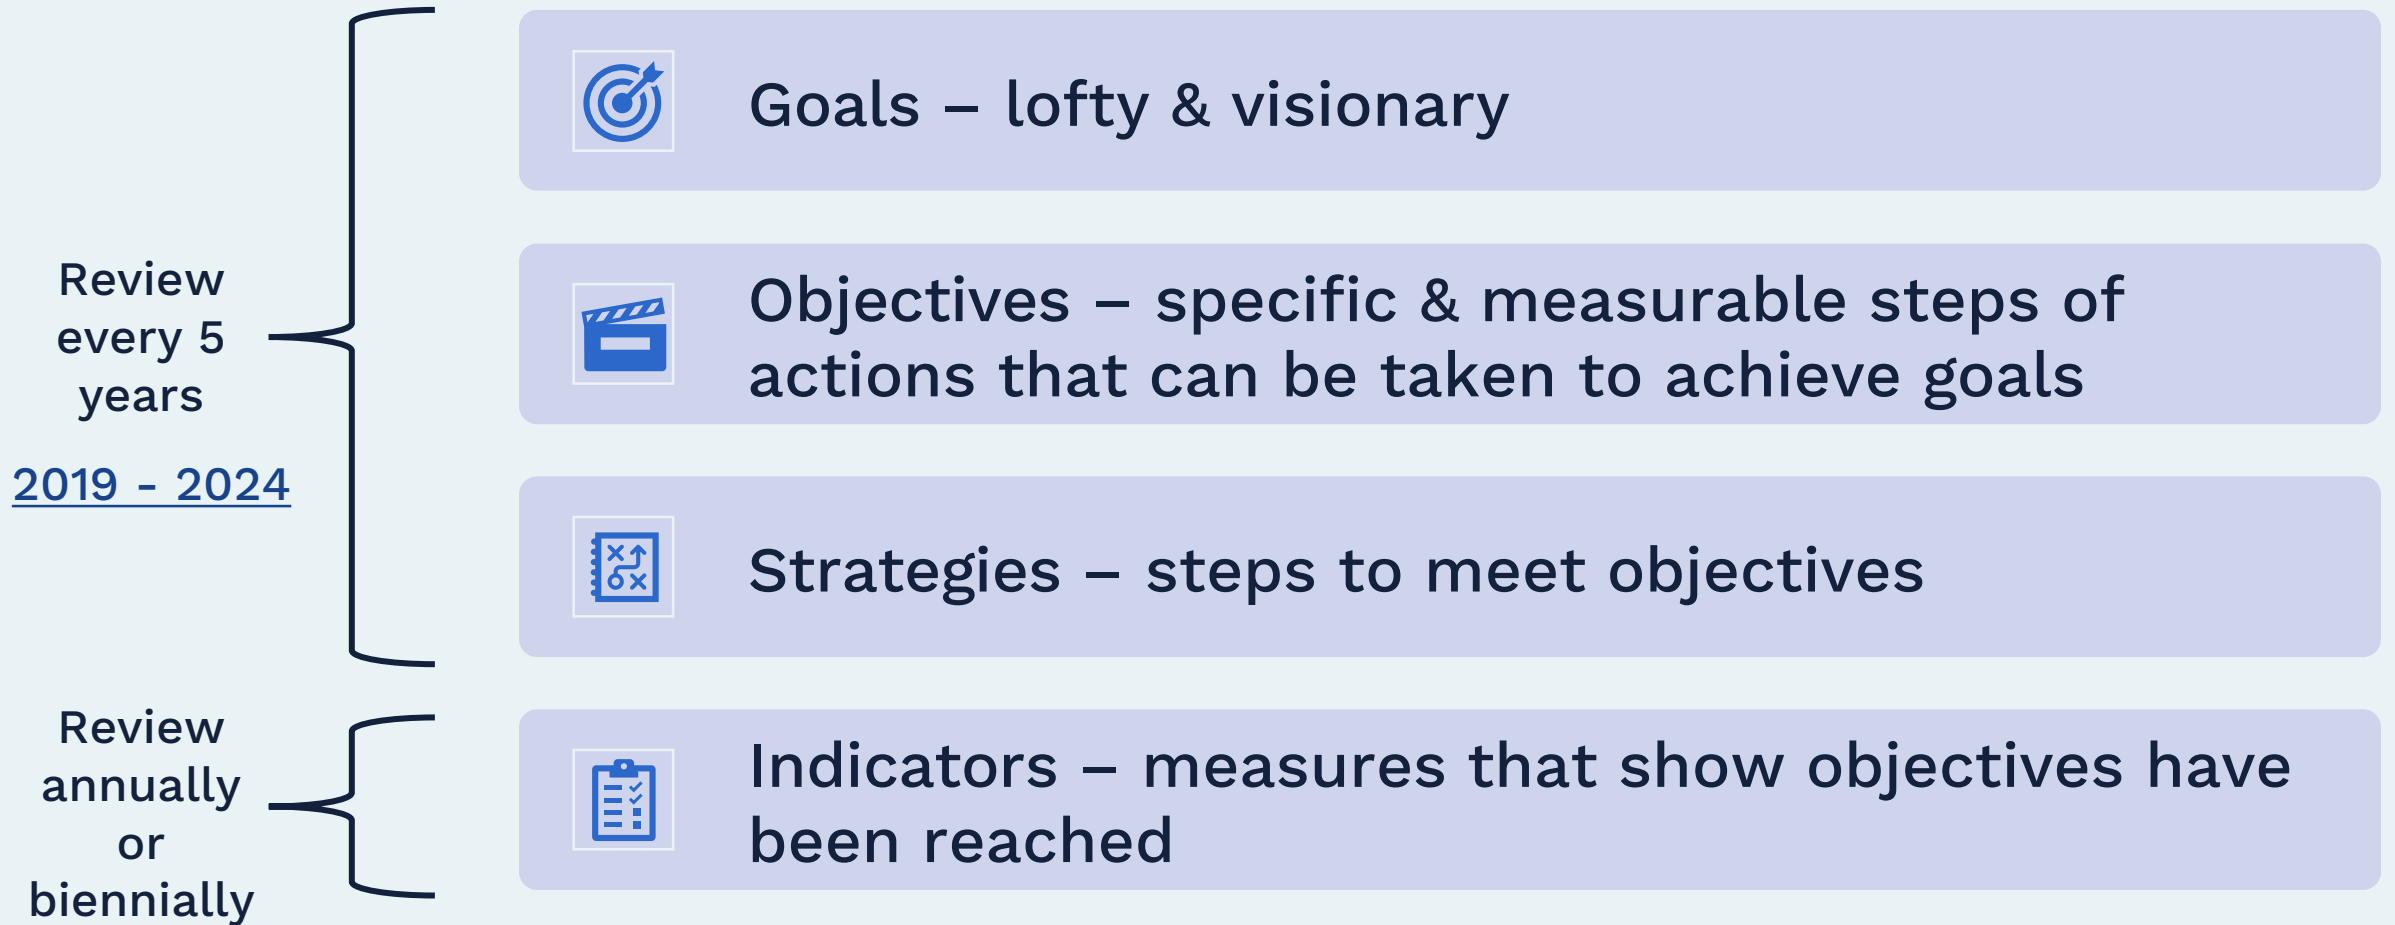 Review
every 5
years
2019 - 2024
Goals – lofty & visionary
Objectives – specific & measurable steps of
actions that can be taken to achieve goals
Strategies – steps to meet objectives
Review
annually
or
biennially
Indicators – measures that show objectives have
been reached